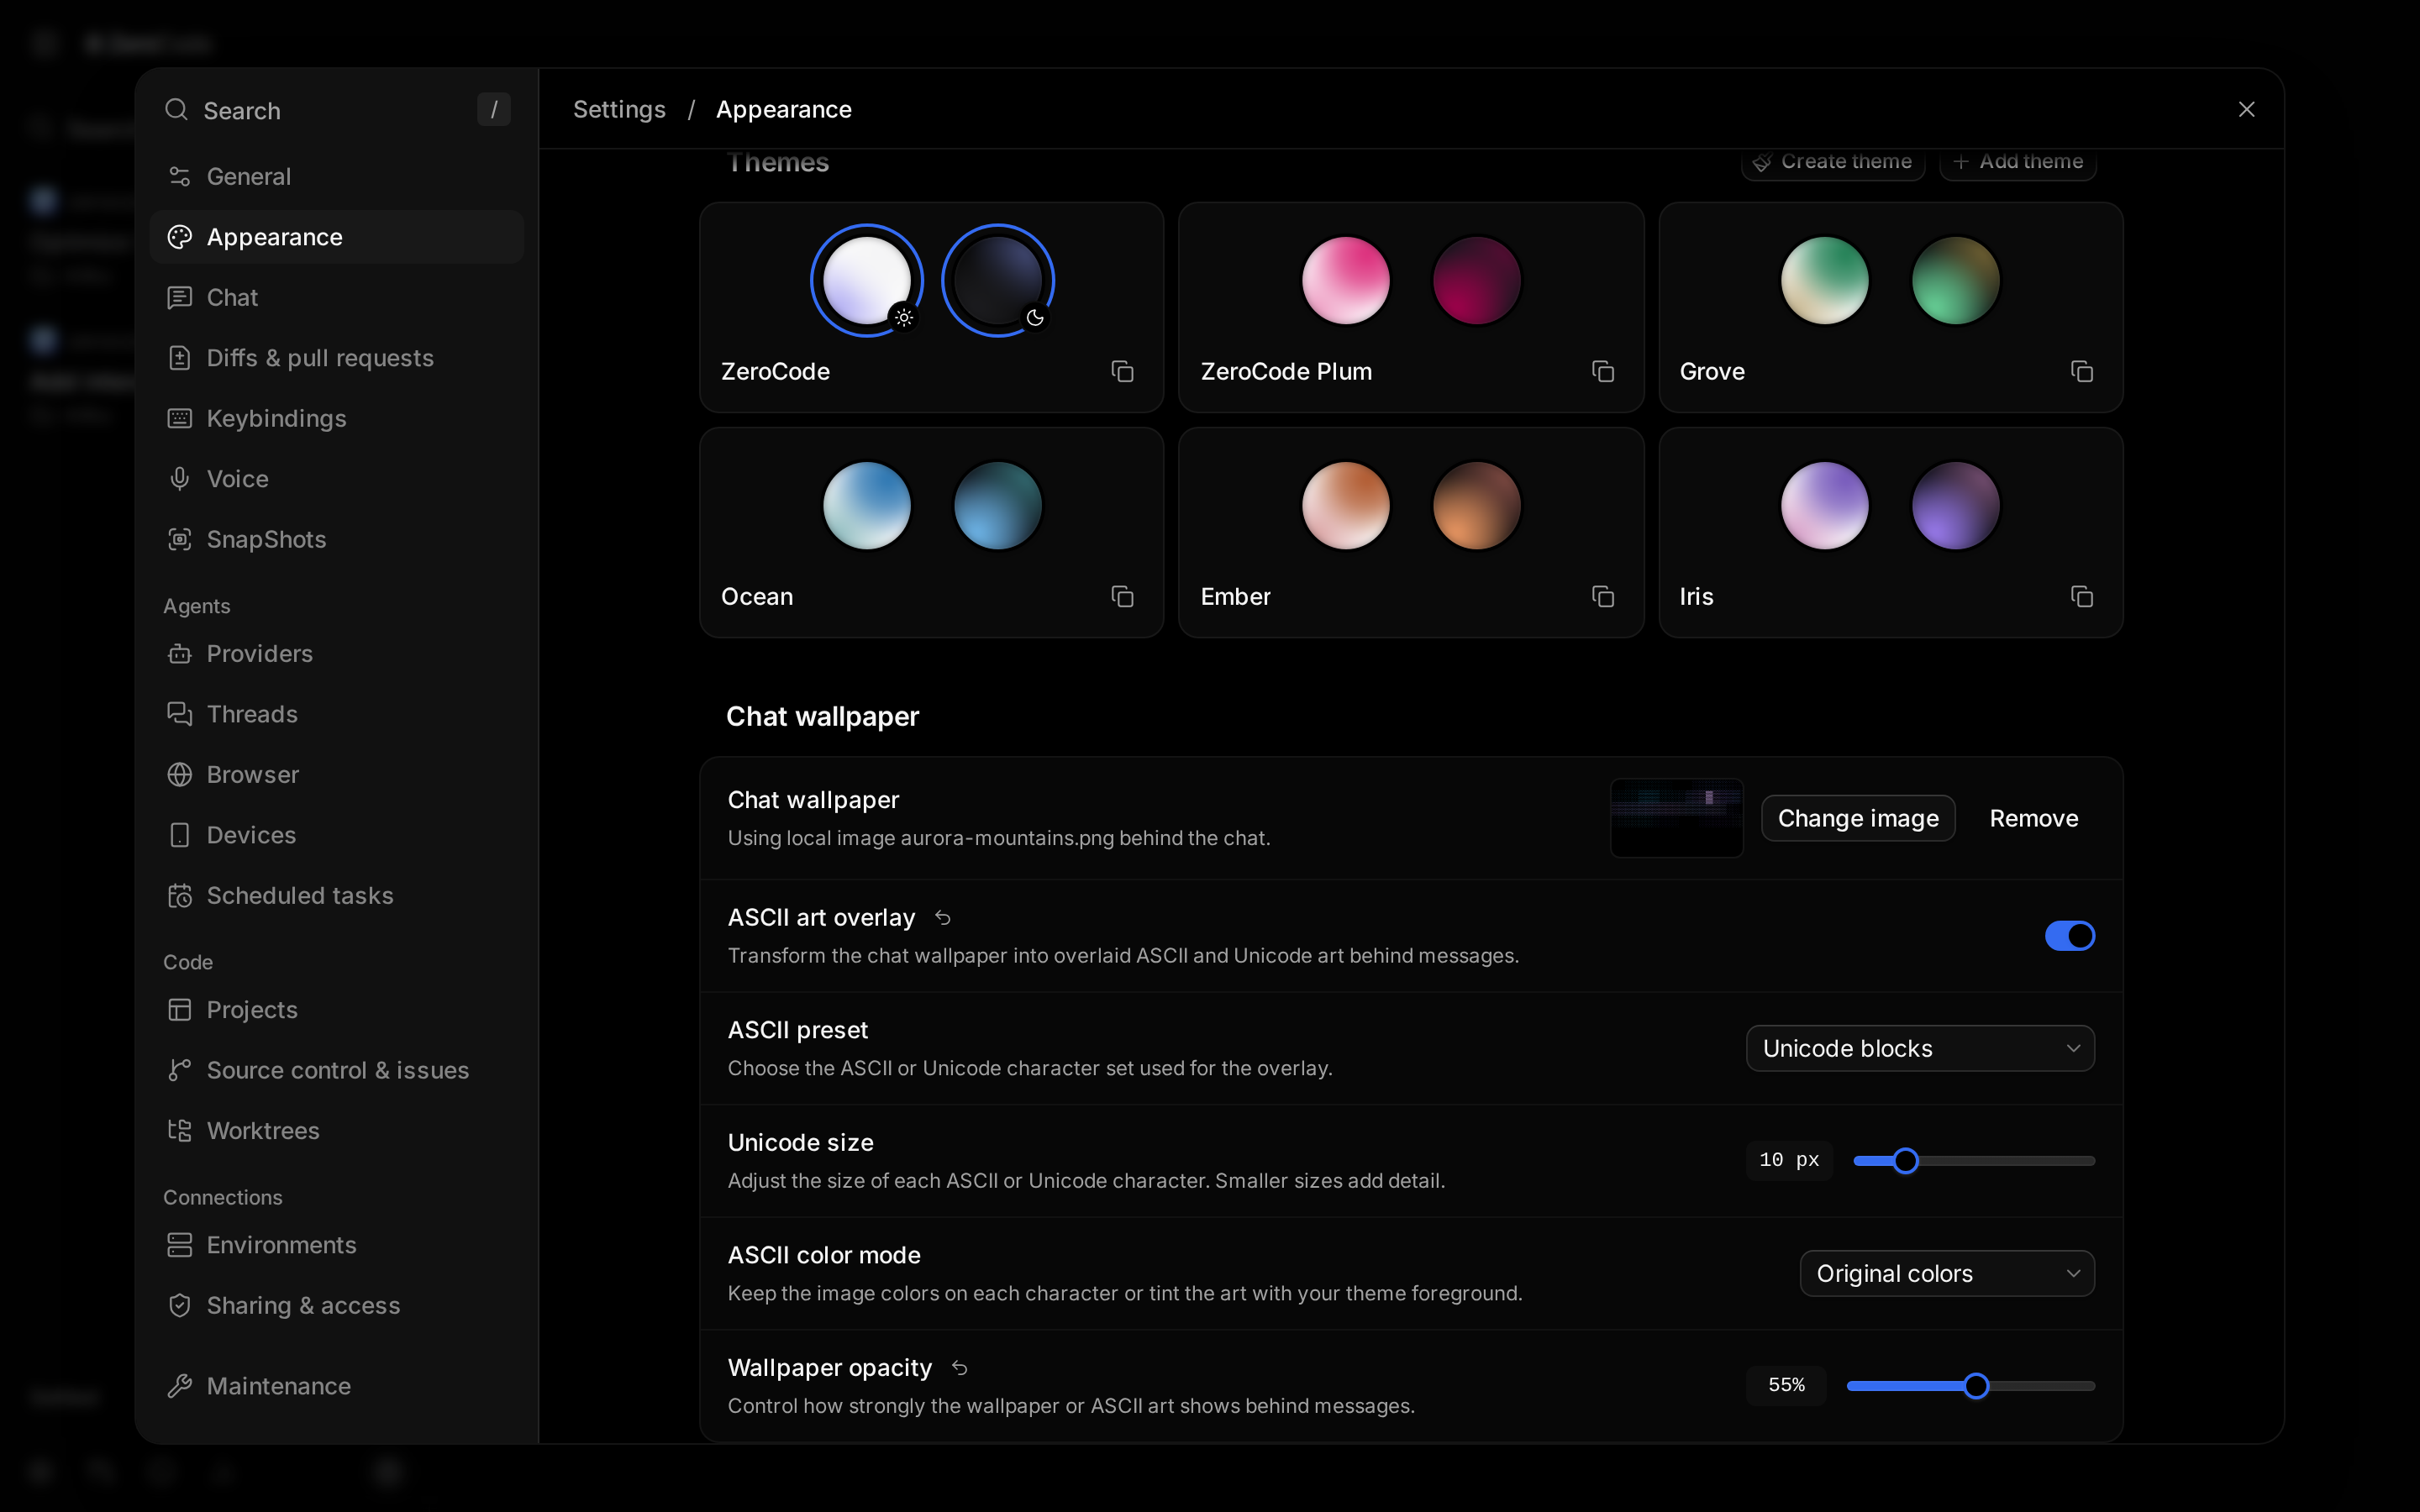 Search
/
General
Appearance
Chat
Diffs & pull requests
Keybindings
Voice
SnapShots
Agents
Providers
Threads
Browser
Devices
Scheduled tasks
Code
Projects
Source control & issues
Worktrees
Connections
Environments
Sharing & access
Maintenance
Settings / Appearance
Themes
Create theme
Add theme
ZeroCode
ZeroCode Plum
Grove
Ocean
Ember
Iris
Chat wallpaper
Chat wallpaper
Using local image aurora-mountains.png behind the chat.
Change image
Remove
ASCII art overlay
Transform the chat wallpaper into overlaid ASCII and Unicode art behind messages.
ASCII preset
Choose the ASCII or Unicode character set used for the overlay.
Unicode blocks
Unicode size
Adjust the size of each ASCII or Unicode character. Smaller sizes add detail.
10 px
ASCII color mode
Keep the image colors on each character or tint the art with your theme foreground.
Original colors
Wallpaper opacity
Control how strongly the wallpaper or ASCII art shows behind messages.
55%